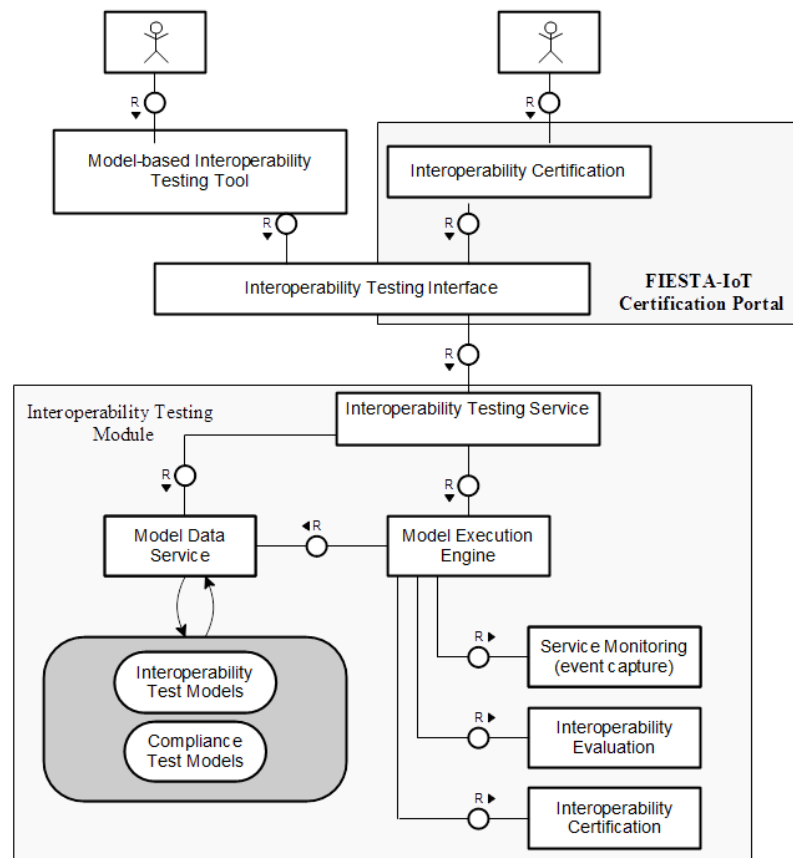 R
R
Model-based Interoperability
Testing Tool
Interoperability Certification
R
R
Interoperability Testing Interface
FIESTA-IoT
Certification Portal
R
Interoperability Testing
Module
Interoperability Testing Service
R
R
Model Data
Service
R
Model Execution
Engine
R
Service Monitoring
(event capture)
Interoperability
Test Models
R
Interoperability
Evaluation
Compliance
Test Models
R
Interoperability
Certification